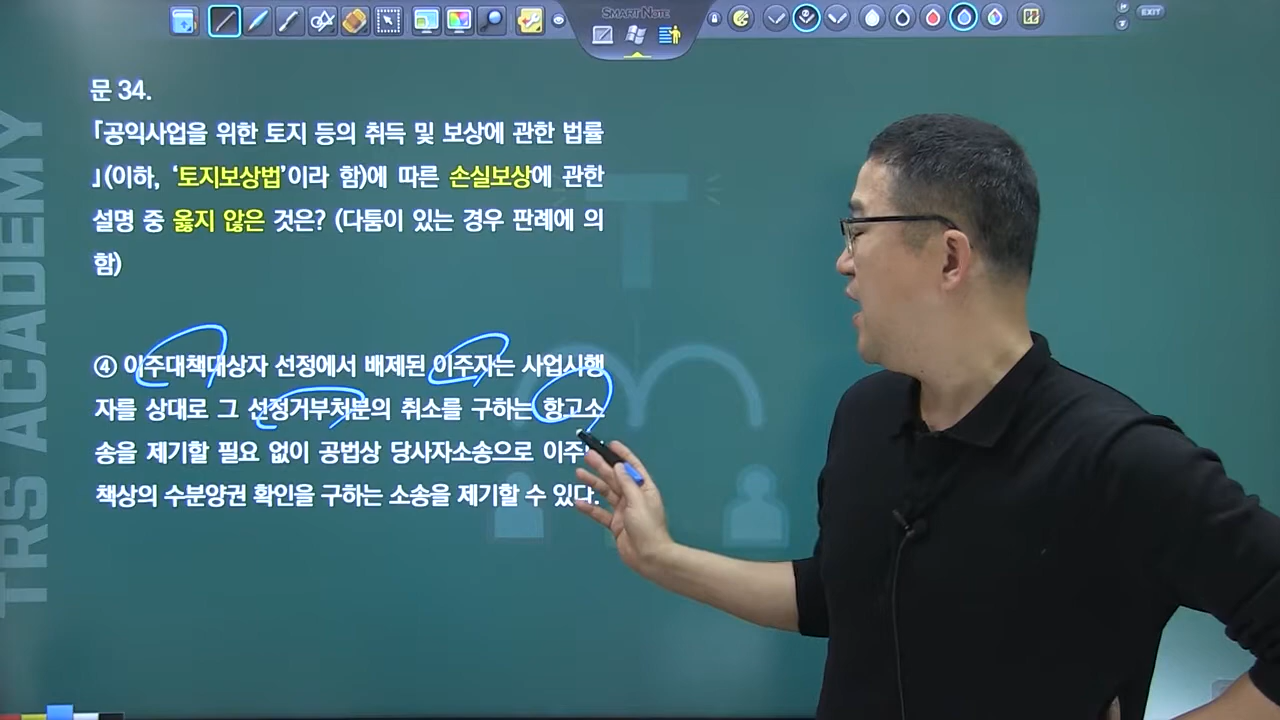 SMARTNOTE
EXIT
문 34.
「공익사업을 위한 토지 등의 취득 및 보상에 관한 법률
」(이하, ‘토지보상법’이라 함)에 따른 손실보상에 관한
설명 중 옳지 않은 것은? (다툼이 있는 경우 판례에 의
함)
④ 이주대책대상자 선정에서 배제된 이주자는 사업시행
자를 상대로 그 선정거부처분의 취소를 구하는 항고소
송을 제기할 필요 없이 공법상 당사자소송으로 이주
책상의 수분양권 확인을 구하는 소송을 제기할 수 있다.
TRS ACADEMY